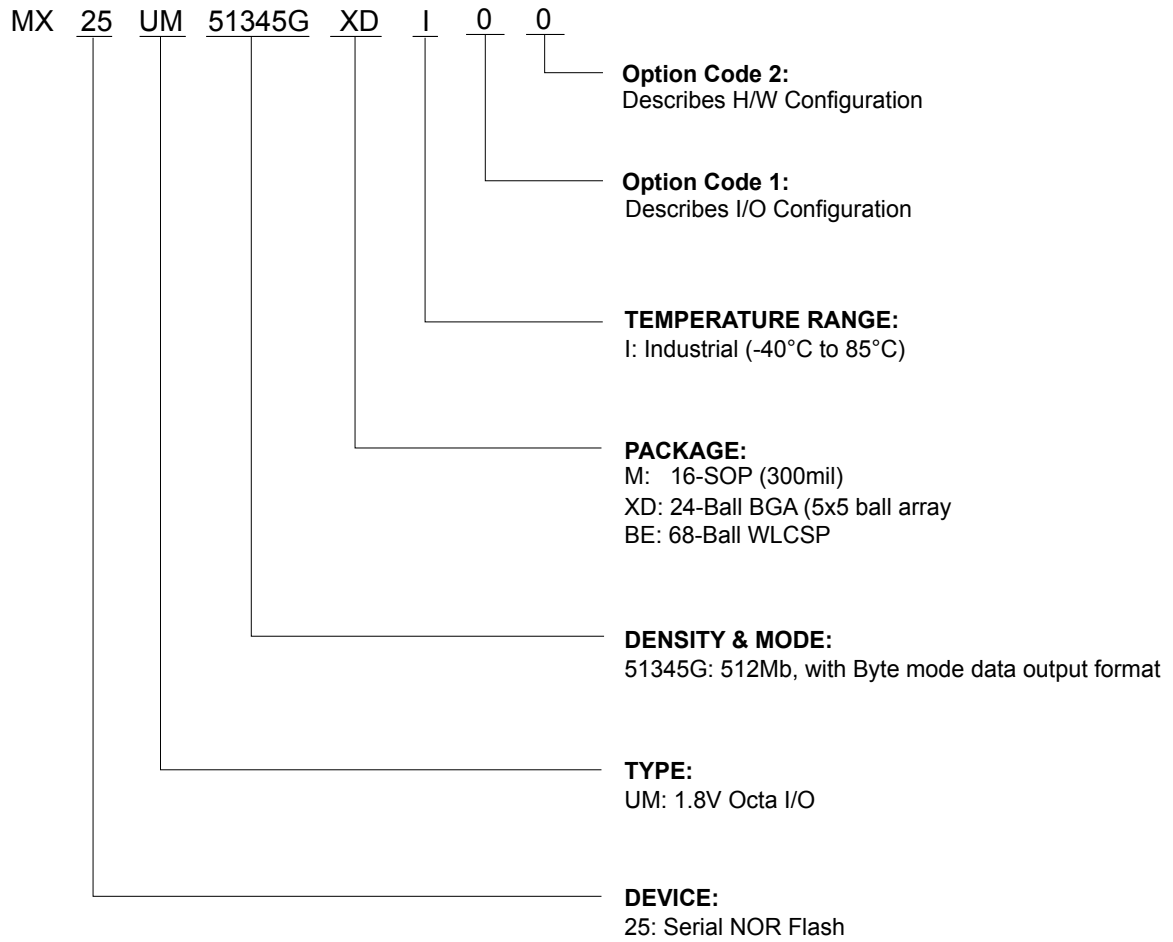 MX 25 UM 51345G XD I 0 0
Option Code 2:
Describes H/W Configuration
Option Code 1:
Describes I/O Configuration
TEMPERATURE RANGE:
I: Industrial (-40°C to 85°C)
PACKAGE:
M: 16-SOP (300mil)
XD: 24-Ball BGA (5x5 ball array
BE: 68-Ball WLCSP
DENSITY & MODE:
51345G: 512Mb, with Byte mode data output format
TYPE:
UM: 1.8V Octa I/O
DEVICE:
25: Serial NOR Flash